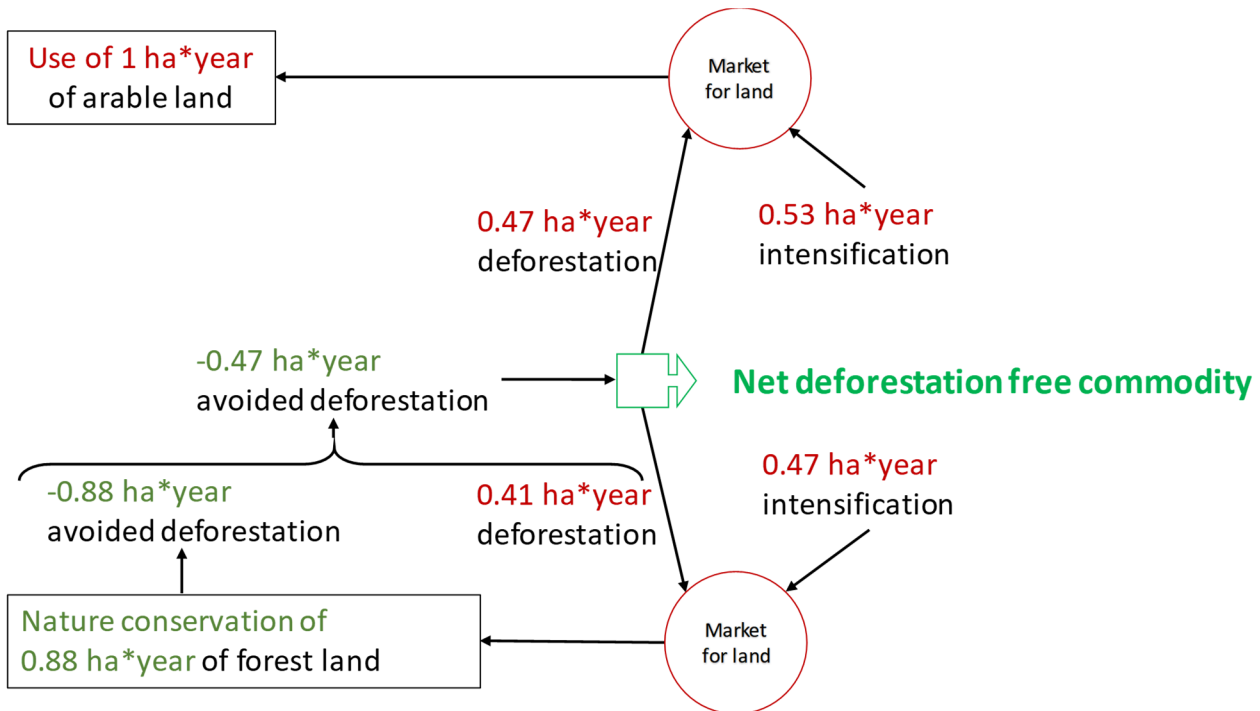 Use of 1 ha*year
of arable land
Market
for land
0.47 ha*year
deforestation
0.53 ha*year
intensification
-0.47 ha*year
avoided deforestation
Net deforestation free commodity
-0.88 ha*year
avoided deforestation
0.41 ha*year
deforestation
0.47 ha*year
intensification
Nature conservation of
0.88 ha*year of forest land
Market
for land